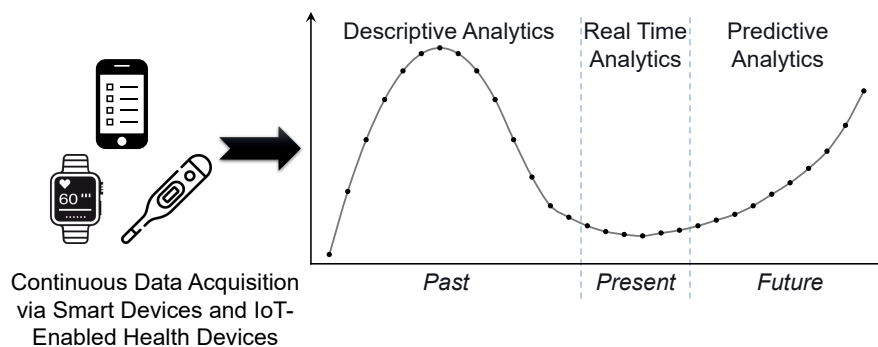 Descriptive Analytics
Real Time
Analytics
Predictive
Analytics
60
Continuous Data Acquisition
via Smart Devices and IoT-
Enabled Health Devices
Past
Present
Future